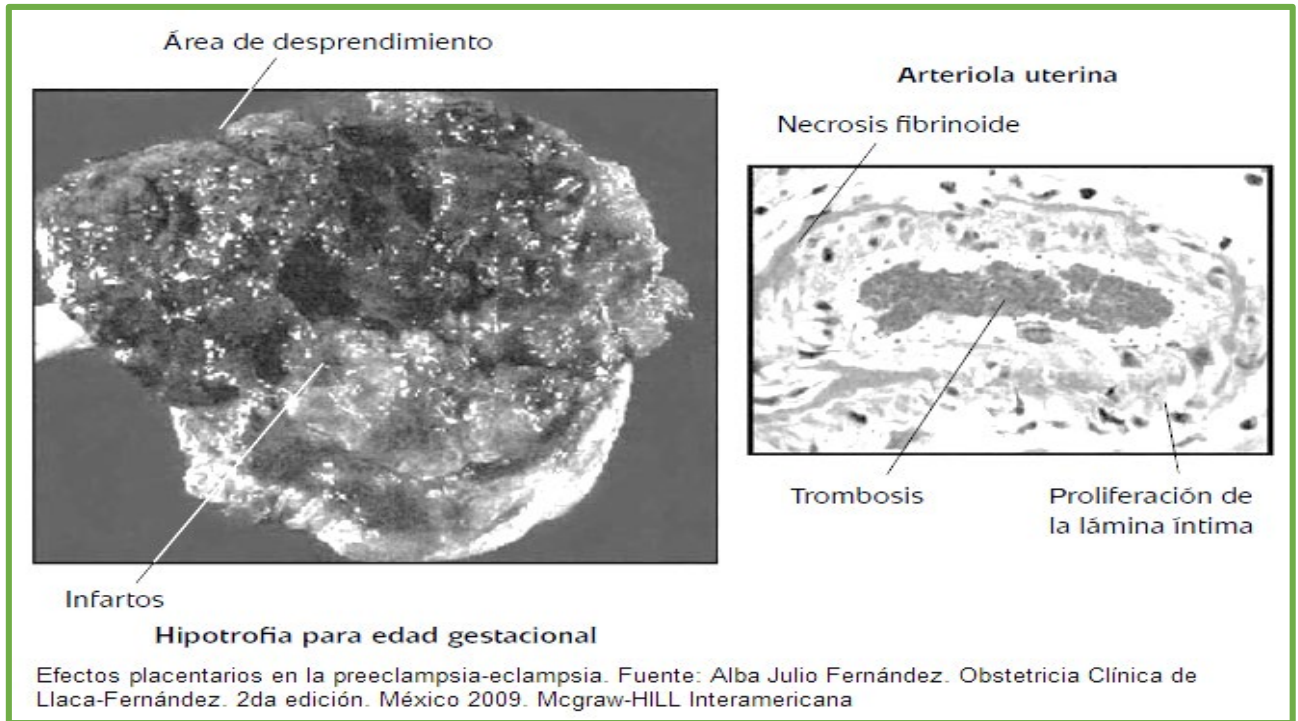 Área de desprendimiento
Arteriola uterina
Necrosis fibrinoide
Trombosis
Proliferación de
la lámina íntima
Infartos
Hipotrofia para edad gestacional
Efectos placentarios en la preeclampsia-eclampsia. Fuente: Alba Julio Fernández. Obstetricia Clínica de
Llaca-Fernández. 2da edición. México 2009. Mcgraw-HILL Interamericana